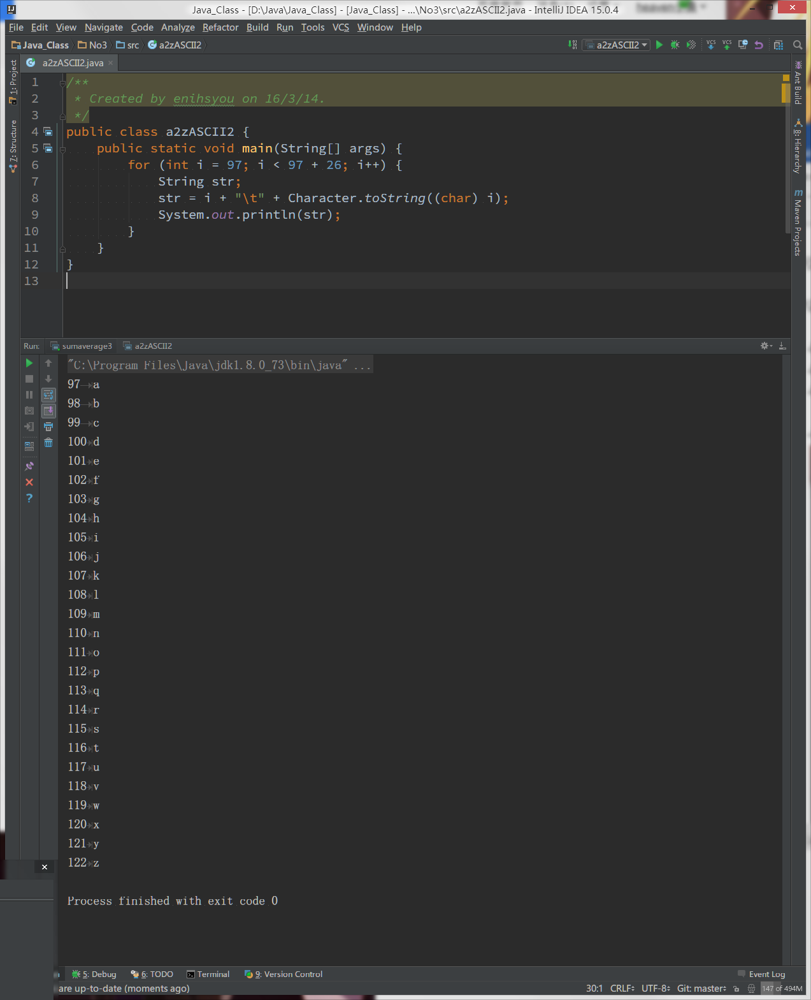 Java_Class - [D:\Java\Java_Class] - [Java_Class] - ...\No3\src\a2zASCII2.java - IntelliJ IDEA 15.0.4
File Edit View Navigate Code Analyze Refactor Build Run Tools VCS Window Help
Java_Class No3 src a2zASCII2
a2zASCII2
VCS VCS
1: Project
7: Structure
a2zASCII2.java
Ant Build
8: Hierarchy
Maven Projects
1 /**
2  * Created by enihsyou on 16/3/14.
3  */
4 public class a2zASCII2 {
5     public static void main(String[] args) {
6         for (int i = 97; i < 97 + 26; i++) {
7             String str;
8             str = i + "\t" + Character.toString((char) i);
9             System.out.println(str);
10         }
11     }
12 }
13
Run: sumaverage3 a2zASCII2
"C:\Program Files\Java\jdk1.8.0_73\bin\java" ...
97 a
98 b
99 c
100 d
101 e
102 f
103 g
104 h
105 i
106 j
107 k
108 l
109 m
110 n
111 o
112 p
113 q
114 r
115 s
116 t
117 u
118 v
119 w
120 x
121 y
122 z
Process finished with exit code 0
5: Debug 6: TODO Terminal 9: Version Control Event Log
are up-to-date (moments ago) 30:1 CRLF UTF-8 Git: master 147 of 494M